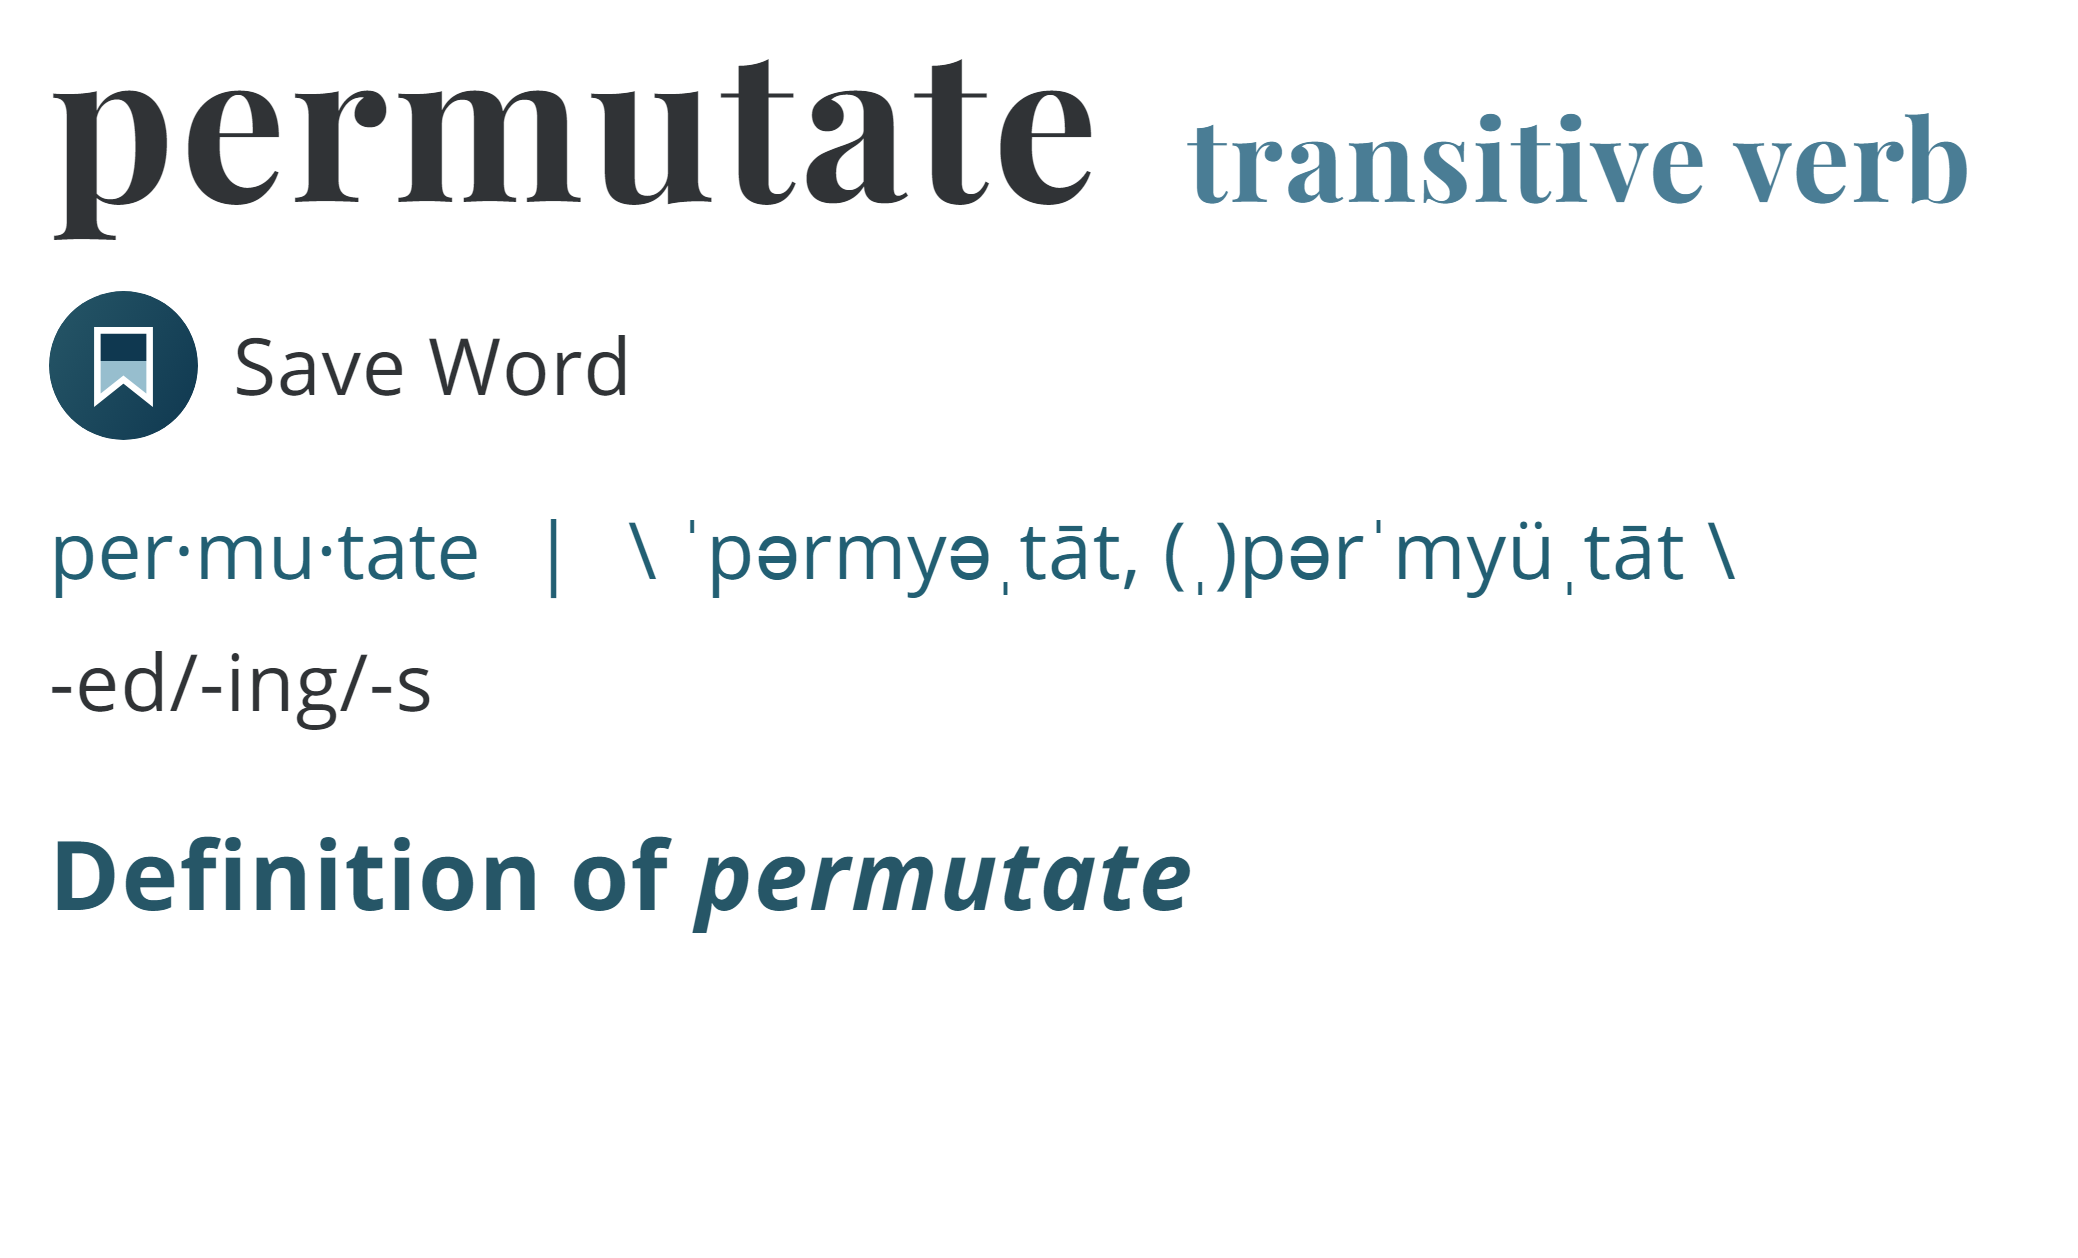 permutate transitive verb
Save Word
per·mu·tate | \ ˈpərmyəˌtāt, (ˌ)pərˈmyüˌtāt \
-ed/-ing/-s
Definition of permutate